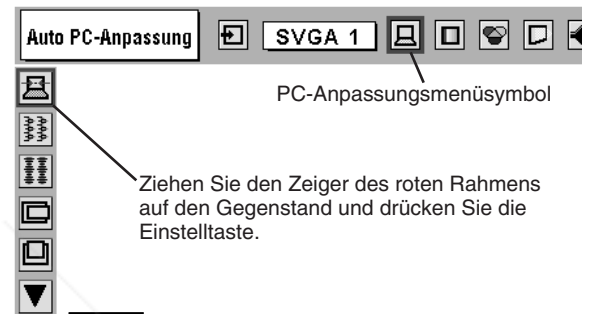 Auto PC-Anpassung SVGA 1
PC-Anpassungsmenüsymbol
Ziehen Sie den Zeiger des roten Rahmens
auf den Gegenstand und drücken Sie die
Einstelltaste.